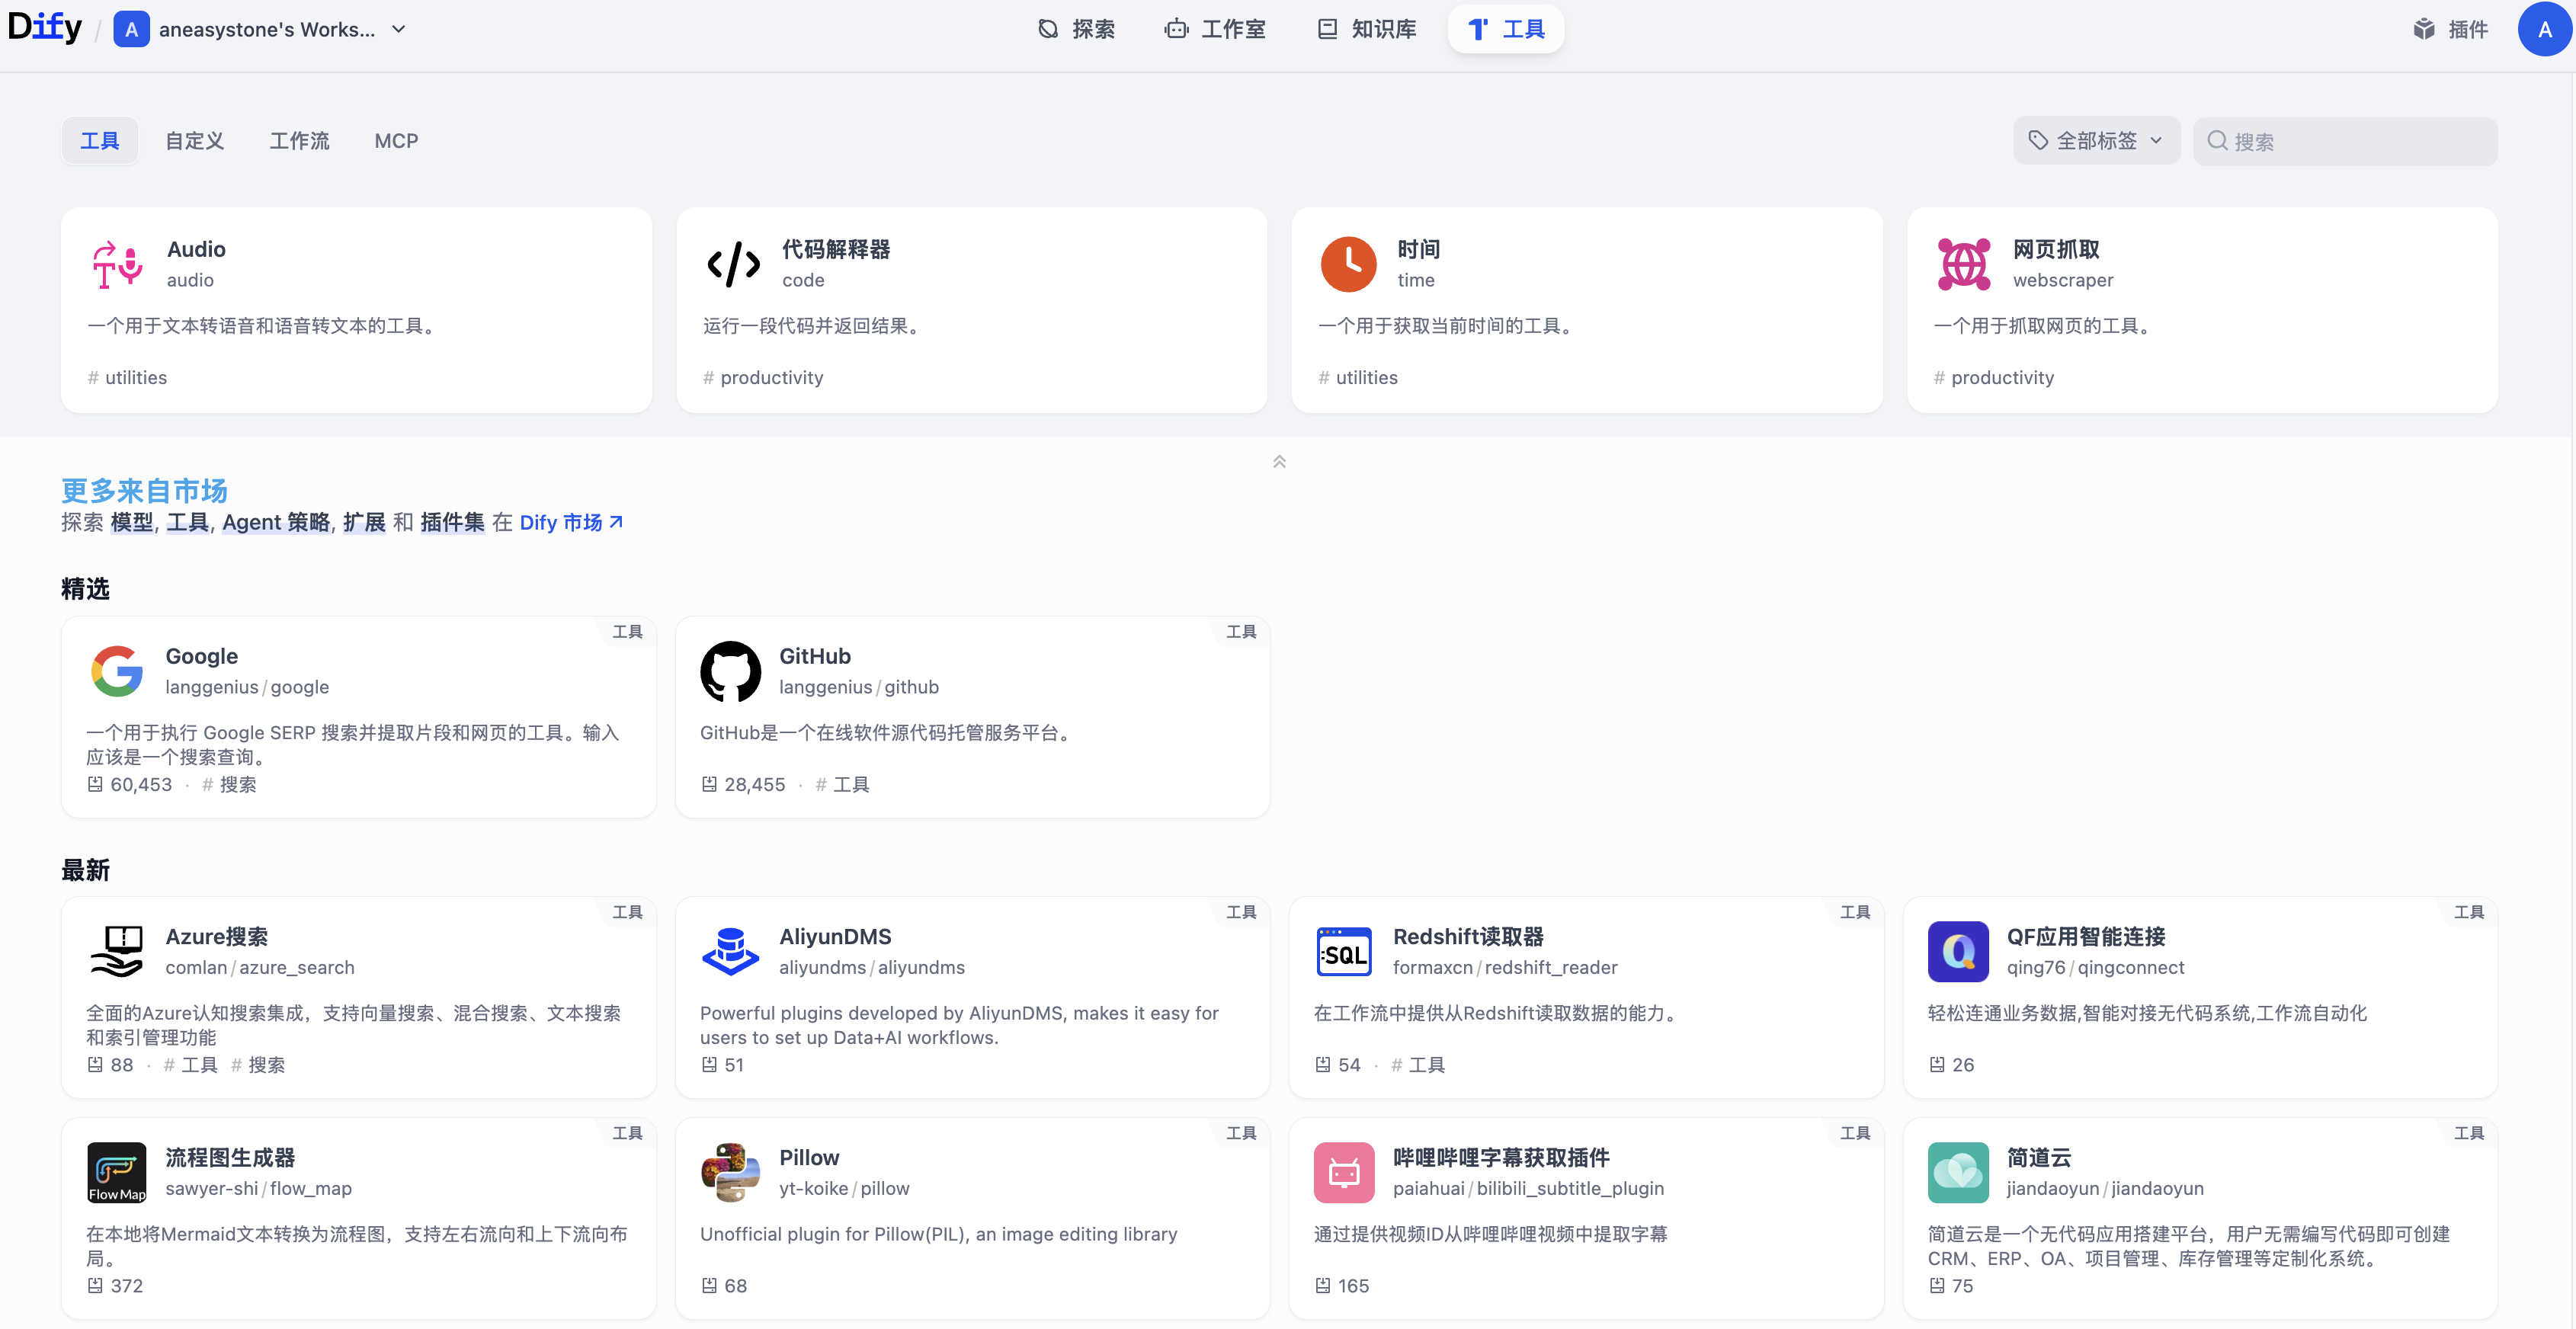 Dify / A aneasystone's Works... 探索 工作室 知识库 工具 插件 A
工具 自定义 工作流 MCP 全部标签 搜索
Audio
audio
一个用于文本转语音和语音转文本的工具。
# utilities
代码解释器
code
运行一段代码并返回结果。
# productivity
时间
time
一个用于获取当前时间的工具。
# utilities
网页抓取
webscraper
一个用于抓取网页的工具。
# productivity
更多来自市场
探索 模型, 工具, Agent 策略, 扩展 和 插件集 在 Dify 市场
精选
工具
Google
langgenius / google
一个用于执行 Google SERP 搜索并提取片段和网页的工具。输入
应该是一个搜索查询。
60,453 · # 搜索
工具
GitHub
langgenius / github
GitHub是一个在线软件源代码托管服务平台。
28,455 · # 工具
最新
工具
Azure搜索
comlan / azure_search
全面的Azure认知搜索集成，支持向量搜索、混合搜索、文本搜索
和索引管理功能
88 · # 工具 # 搜索
工具
AliyunDMS
aliyundms / aliyundms
Powerful plugins developed by AliyunDMS, makes it easy for
users to set up Data+AI workflows.
51
工具
SQL
Redshift读取器
formaxcn / redshift_reader
在工作流中提供从Redshift读取数据的能力。
54 · # 工具
工具
QF应用智能连接
qing76 / qingconnect
轻松连通业务数据,智能对接无代码系统,工作流自动化
26
工具
Flow Map
流程图生成器
sawyer-shi / flow_map
在本地将Mermaid文本转换为流程图，支持左右流向和上下流向布
局。
372
工具
Pillow
yt-koike / pillow
Unofficial plugin for Pillow(PIL), an image editing library
68
工具
哔哩哔哩字幕获取插件
paiahuai / bilibili_subtitle_plugin
通过提供视频ID从哔哩哔哩视频中提取字幕
165
工具
简道云
jiandaoyun / jiandaoyun
简道云是一个无代码应用搭建平台，用户无需编写代码即可创建
CRM、ERP、OA、项目管理、库存管理等定制化系统。
75